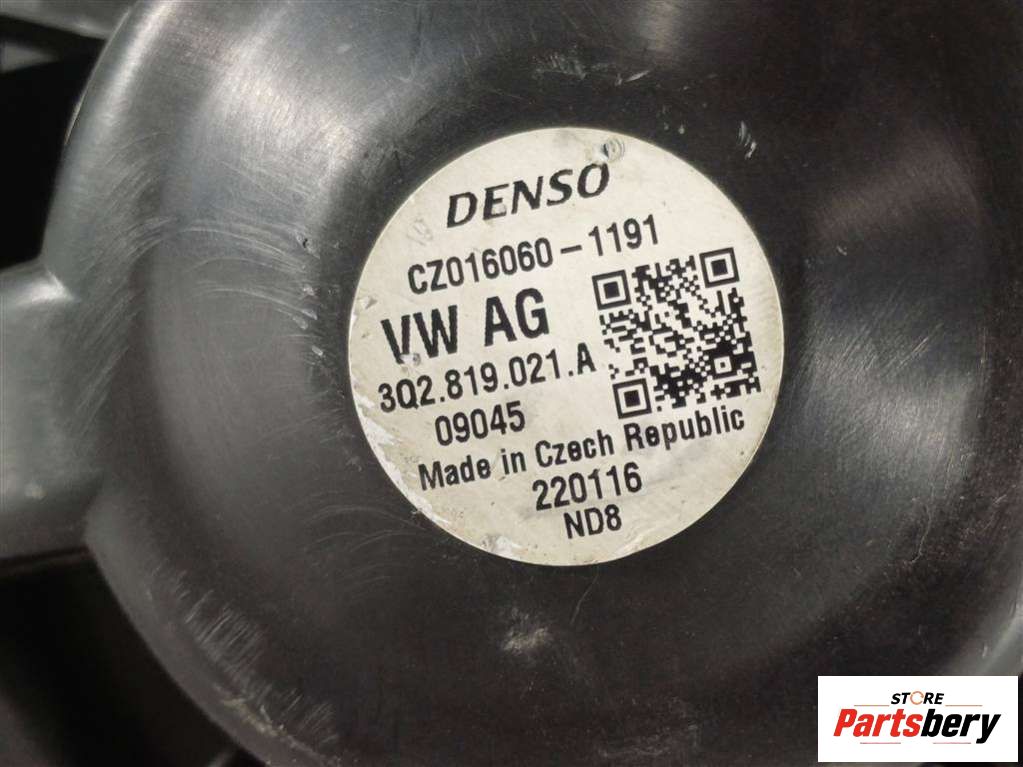 DENSO
CZ016060-1191
VW AG
3Q2.819.021.A
09045
Made in Czech Republic
220116
ND8
STORE
Partsbery